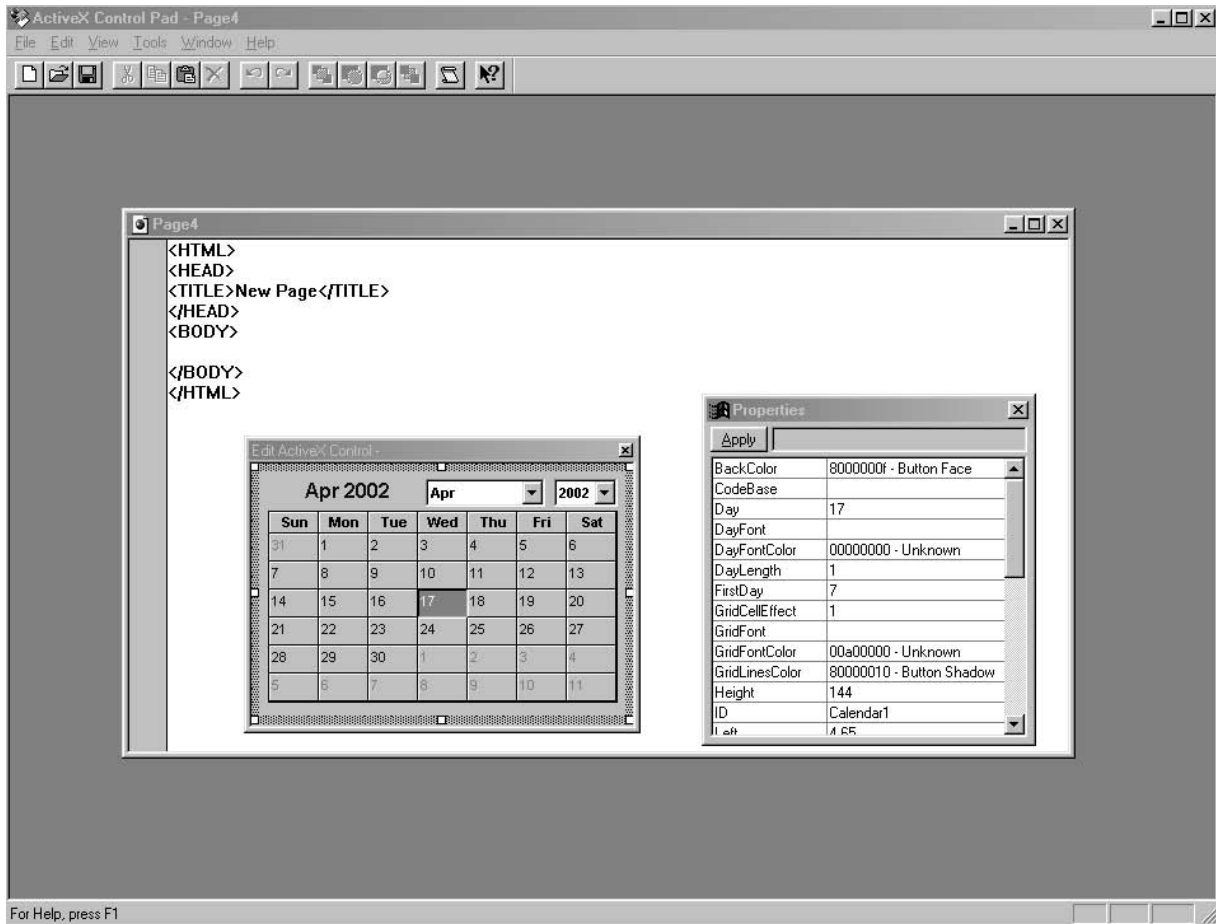 ActiveX Control Pad - Page4
File Edit View Tools Window Help
Page4
<HTML>
<HEAD>
<TITLE>New Page</TITLE>
</HEAD>
<BODY>
</BODY>
</HTML>
Edit ActiveX Control -
Apr 2002 Apr 2002
Sun Mon Tue Wed Thu Fri Sat
31 1 2 3 4 5 6
7 8 9 10 11 12 13
14 15 16 17 18 19 20
21 22 23 24 25 26 27
28 29 30 1 2 3 4
5 6 7 8 9 10 11
Properties
Apply
BackColor 8000000f - Button Face
CodeBase
Day 17
DayFont
DayFontColor 00000000 - Unknown
DayLength 1
FirstDay 7
GridCellEffect 1
GridFont
GridFontColor 00a00000 - Unknown
GridLinesColor 80000010 - Button Shadow
Height 144
ID Calendar1
Left 4.65
For Help, press F1